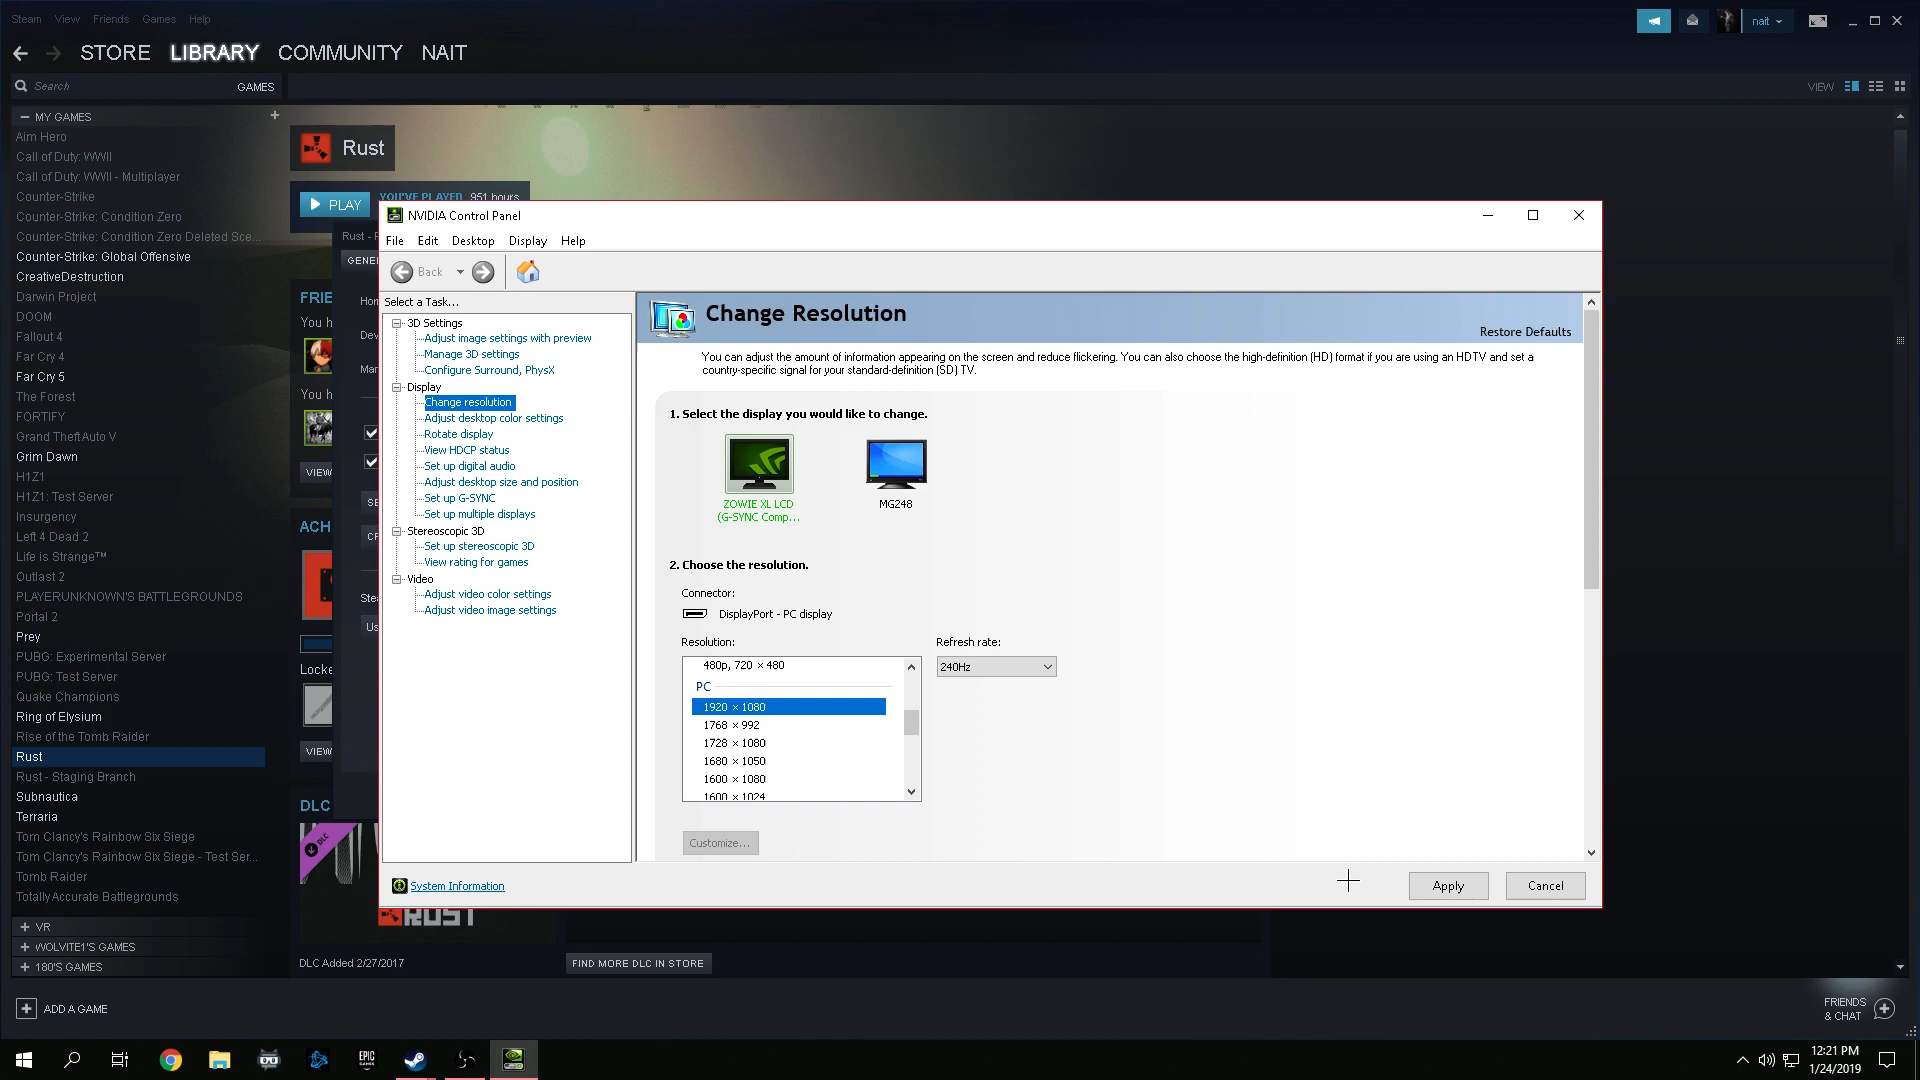 Steam View Friends Games Help
nait
STORE LIBRARY COMMUNITY NAIT
Search GAMES
VIEW
MY GAMES
Aim Hero
Call of Duty: WWII
Call of Duty: WWII - Multiplayer
Counter-Strike
Counter-Strike: Condition Zero
Counter-Strike: Condition Zero Deleted Sce...
Counter-Strike: Global Offensive
CreativeDestruction
Darwin Project
DOOM
Fallout 4
Far Cry 4
Far Cry 5
The Forest
FORTIFY
Grand Theft Auto V
Grim Dawn
H1Z1
H1Z1: Test Server
Insurgency
Left 4 Dead 2
Life is Strange™
Outlast 2
PLAYERUNKNOWN'S BATTLEGROUNDS
Portal 2
Prey
PUBG: Experimental Server
PUBG: Test Server
Quake Champions
Ring of Elysium
Rise of the Tomb Raider
Rust
Rust - Staging Branch
Subnautica
Terraria
Tom Clancy's Rainbow Six Siege
Tom Clancy's Rainbow Six Siege - Test Ser...
Tomb Raider
Totally Accurate Battlegrounds
VR
WOLVITE1'S GAMES
180'S GAMES
ADD A GAME
Rust
PLAY
YOU'VE PLAYED 951 hours
Rust - P
GENE
FRIE
You h
You h
VIEW
ACH
Locke
VIEW
DLC
DLC
RUST
DLC Added 2/27/2017
FIND MORE DLC IN STORE
Hon
Dev
Man
SE
CR
Stea
Us
NVIDIA Control Panel
File Edit Desktop Display Help
Back
Select a Task...
3D Settings
Adjust image settings with preview
Manage 3D settings
Configure Surround, PhysX
Display
Change resolution
Adjust desktop color settings
Rotate display
View HDCP status
Set up digital audio
Adjust desktop size and position
Set up G-SYNC
Set up multiple displays
Stereoscopic 3D
Set up stereoscopic 3D
View rating for games
Video
Adjust video color settings
Adjust video image settings
Change Resolution
Restore Defaults
You can adjust the amount of information appearing on the screen and reduce flickering. You can also choose the high-definition (HD) format if you are using an HDTV and set a
country-specific signal for your standard-definition (SD) TV.
1. Select the display you would like to change.
ZOWIE XL LCD
(G-SYNC Comp...
MG248
2. Choose the resolution.
Connector:
DisplayPort - PC display
Resolution:
Refresh rate:
480p, 720 × 480
240Hz
PC
1920 × 1080
1768 × 992
1728 × 1080
1680 × 1050
1600 × 1080
1600 × 1024
Customize...
System Information
Apply Cancel
FRIENDS
& CHAT
EPIC
GAMES
12:21 PM
1/24/2019